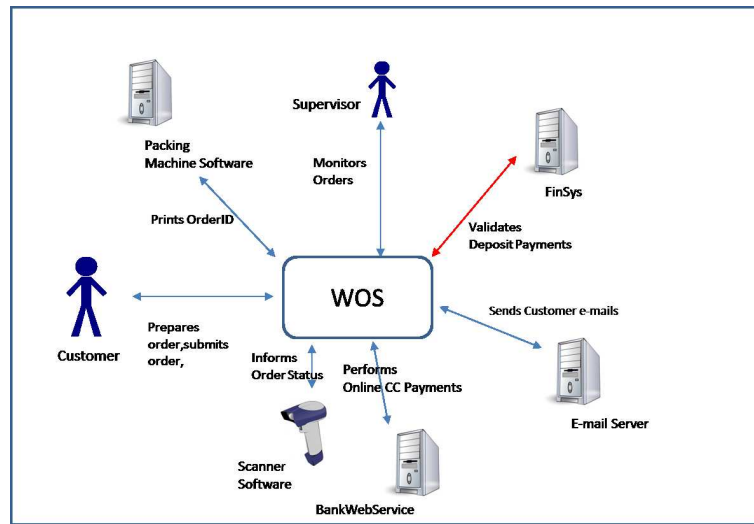 Supervisor
Packing
Machine Software
Monitors
Orders
FinSys
Prints OrderID
Validates
Deposit Payments
WOS
Sends Customer e-mails
Customer
Prepares
order,submits
order,
Informs
Order Status
Performs
Online CC Payments
E-mail Server
Scanner
Software
BankWebService